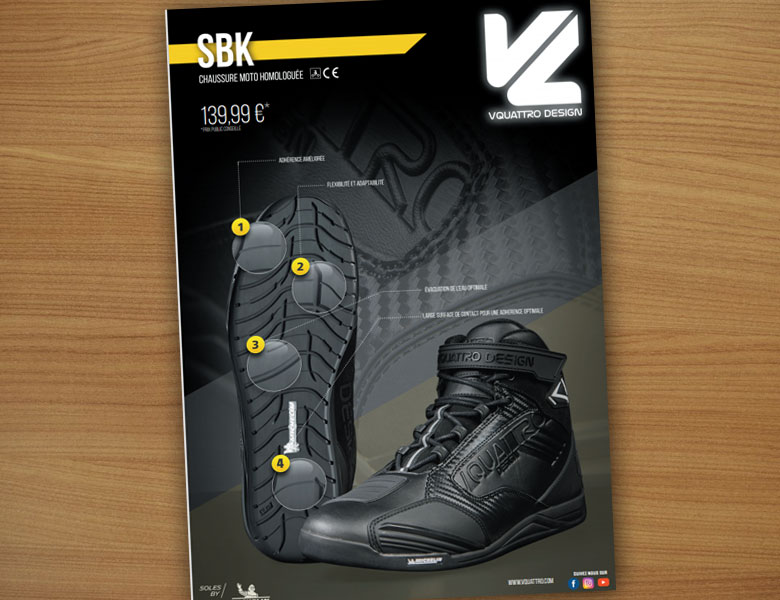 SBK
CHAUSSURE MOTO HOMOLOGUÉE CE
139,99 €*
*PRIX PUBLIC CONSEILLÉ
VQUATTRO DESIGN
ADHÉRENCE AMÉLIORÉE
FLEXIBILITÉ ET ADAPTABILITÉ
1
2
ÉVACUATION DE L'EAU OPTIMALE
LARGE SURFACE DE CONTACT POUR UNE ADHÉRENCE OPTIMALE
3
VQUATTRO DESIGN
VQUATTRO
4
MICHELIN
SOLES BY
WWW.VQUATTRO.COM
SUIVEZ NOUS SUR